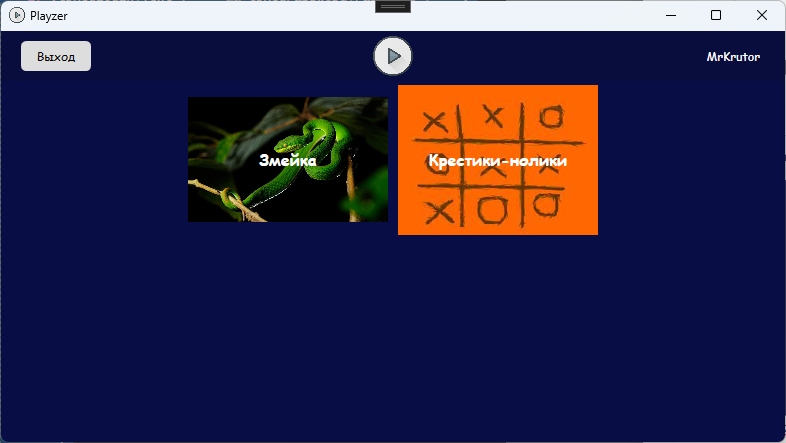 Playzer
Выход
MrKrutor
Змейка
Крестики-нолики